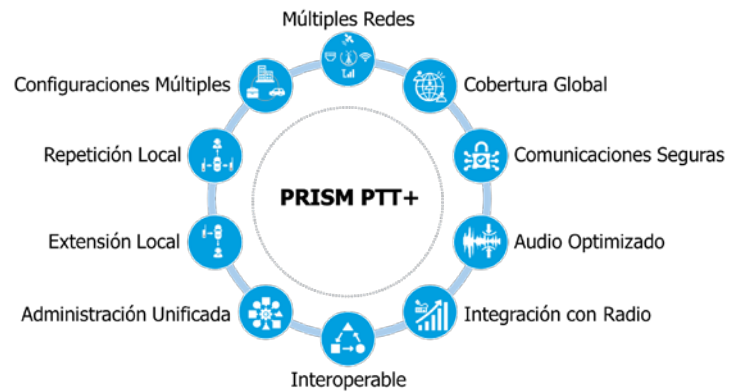 Múltiples Redes
Configuraciones Múltiples
Cobertura Global
Repetición Local
Comunicaciones Seguras
PRISM PTT+
Extensión Local
Audio Optimizado
Administración Unificada
Integración con Radio
Interoperable